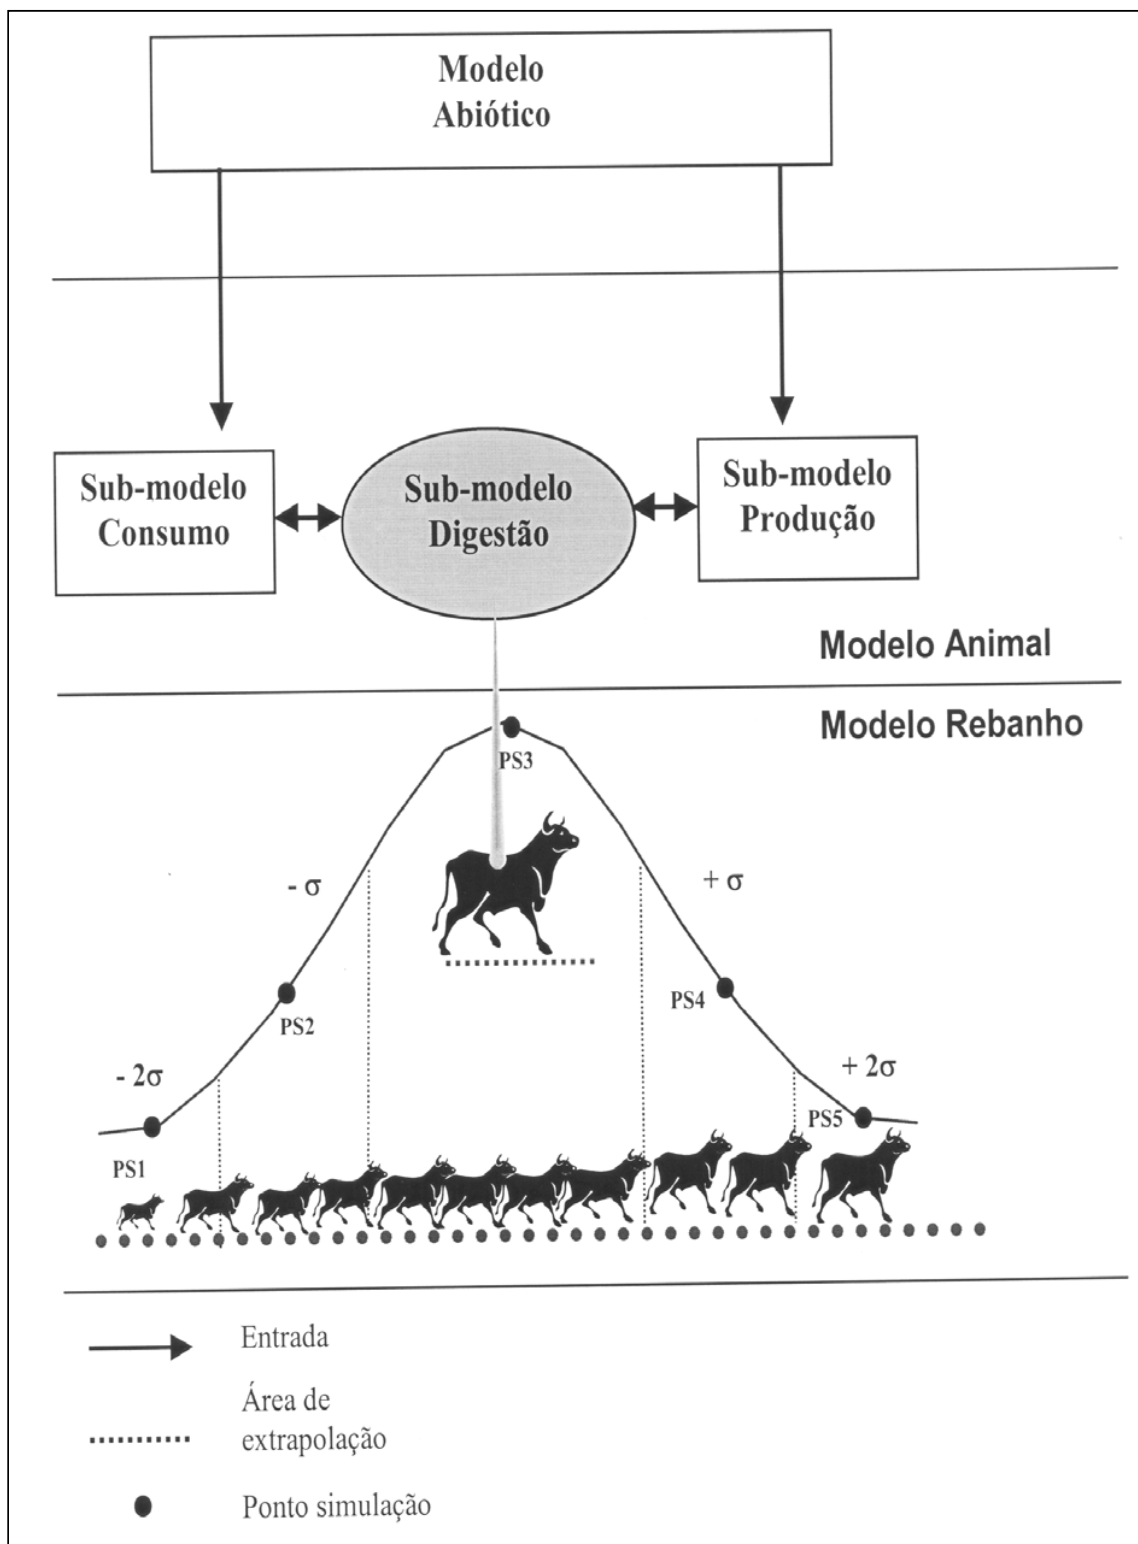 Modelo
Abiótico
Sub-modelo
Consumo
Sub-modelo
Digestão
Sub-modelo
Produção
Modelo Animal
Modelo Rebanho
PS3
- σ
+ σ
PS2
PS4
- 2σ
+ 2σ
PS1
PS5
Entrada
Área de
extrapolação
Ponto simulação